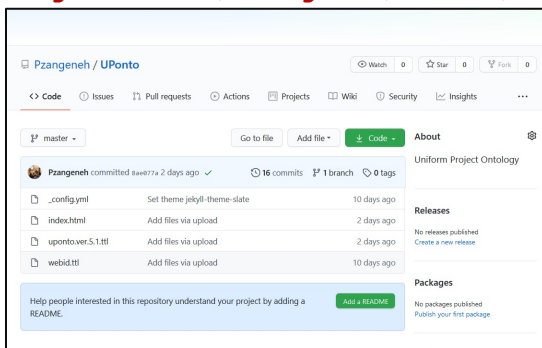 Pzangeneh / UPonto
Watch 0
Star 0
Fork 0
Code
Issues
Pull requests
Actions
Projects
Wiki
Security
Insights
...
master
Go to file
Add file
Code
Pzangeneh committed 8ae077a 2 days ago
16 commits
1 branch
0 tags
_config.yml Set theme jekyll-theme-slate 10 days ago
index.html Add files via upload 2 days ago
uponto.ver.5.1.ttl Add files via upload 2 days ago
webid.ttl Add files via upload 10 days ago
Help people interested in this repository understand your project by adding a
README.
Add a README
About
Uniform Project Ontology
Releases
No releases published
Create a new release
Packages
No packages published
Publish your first package